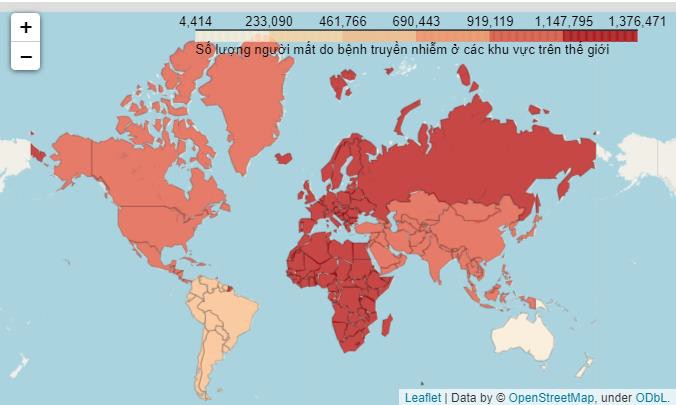 +
−
4,414 233,090 461,766 690,443 919,119 1,147,795 1,376,471
Số lượng người mất do bệnh truyền nhiễm ở các khu vực trên thế giới
Leaflet | Data by © OpenStreetMap, under ODbL.